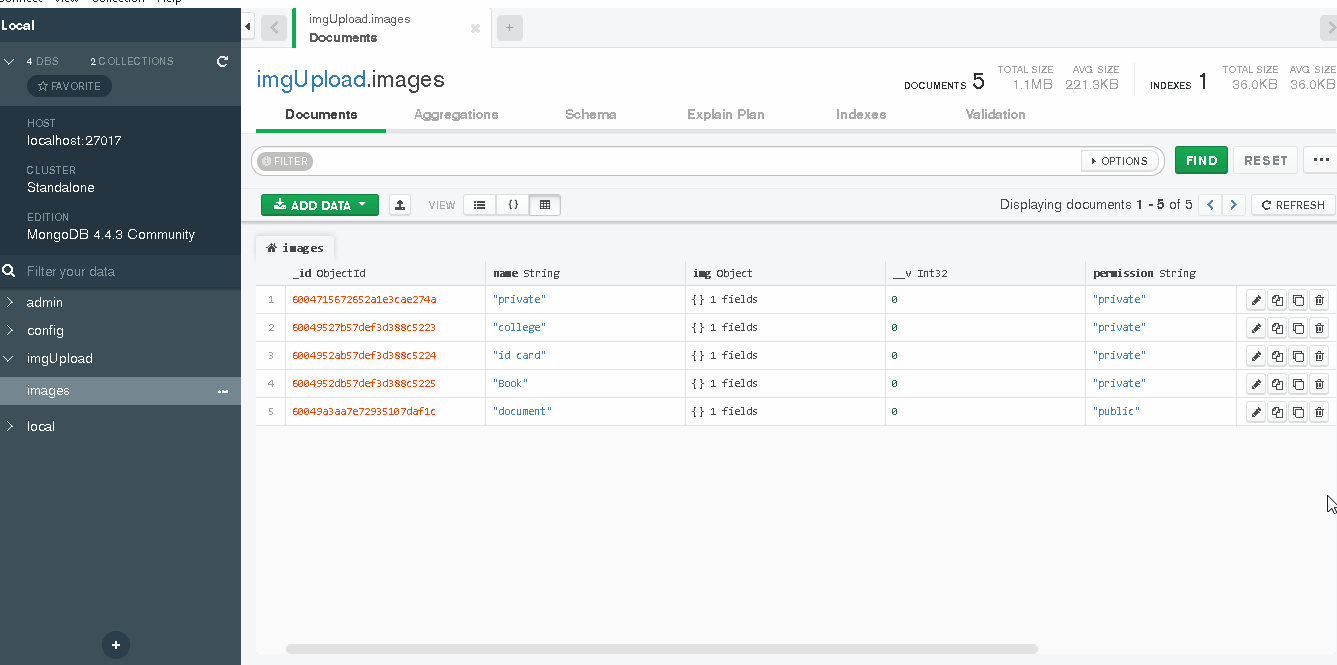 Connect View Collection Help
Local
4 DBS 2 COLLECTIONS
FAVORITE
HOST
localhost:27017
CLUSTER
Standalone
EDITION
MongoDB 4.4.3 Community
Filter your data
admin
config
imgUpload
images
local
imgUpload.images
Documents
imgUpload.images
DOCUMENTS 5 TOTAL SIZE 1.1MB AVG. SIZE 221.3KB INDEXES 1 TOTAL SIZE 36.0KB AVG. SIZE 36.0KB
Documents Aggregations Schema Explain Plan Indexes Validation
FILTER OPTIONS FIND RESET
ADD DATA VIEW {} Displaying documents 1 - 5 of 5 REFRESH
images
_id ObjectId name String img Object __v Int32 permission String
1 6004715672652a1e3cae274a "private" {} 1 fields 0 "private"
2 60049527b57def3d388c5223 "college" {} 1 fields 0 "private"
3 6004952ab57def3d388c5224 "id card" {} 1 fields 0 "private"
4 6004952db57def3d388c5225 "Book" {} 1 fields 0 "private"
5 60049a3aa7e72935107daf1c "document" {} 1 fields 0 "public"